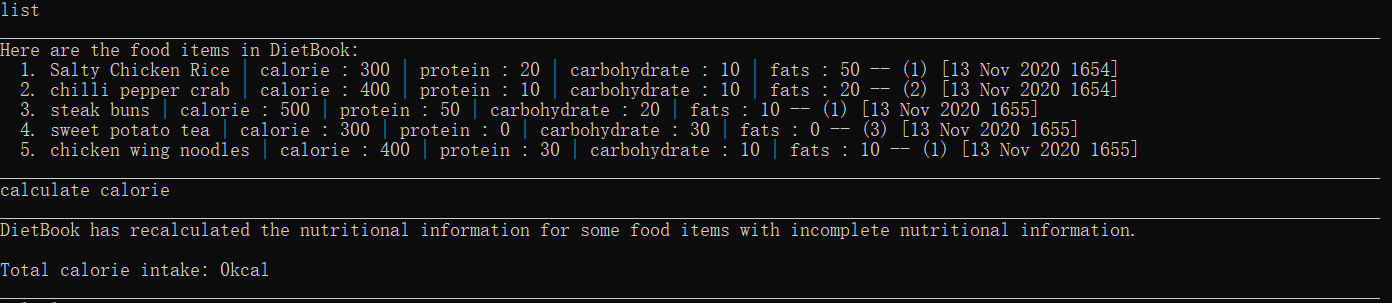 list
Here are the food items in DietBook:
1. Salty Chicken Rice | calorie : 300 | protein : 20 | carbohydrate : 10 | fats : 50 -- (1) [13 Nov 2020 1654]
2. chilli pepper crab | calorie : 400 | protein : 10 | carbohydrate : 10 | fats : 20 -- (2) [13 Nov 2020 1654]
3. steak buns | calorie : 500 | protein : 50 | carbohydrate : 20 | fats : 10 -- (1) [13 Nov 2020 1655]
4. sweet potato tea | calorie : 300 | protein : 0 | carbohydrate : 30 | fats : 0 -- (3) [13 Nov 2020 1655]
5. chicken wing noodles | calorie : 400 | protein : 30 | carbohydrate : 10 | fats : 10 -- (1) [13 Nov 2020 1655]
calculate calorie
DietBook has recalculated the nutritional information for some food items with incomplete nutritional information.
Total calorie intake: 0kcal